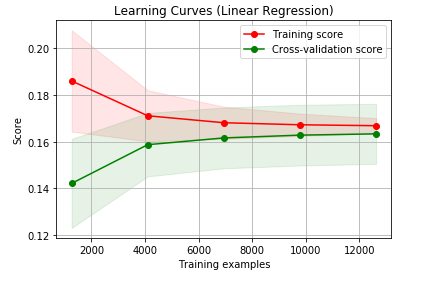 Learning Curves (Linear Regression)
Training score
Cross-validation score
0.20
0.18
0.16
0.14
0.12
Score
2000 4000 6000 8000 10000 12000
Training examples